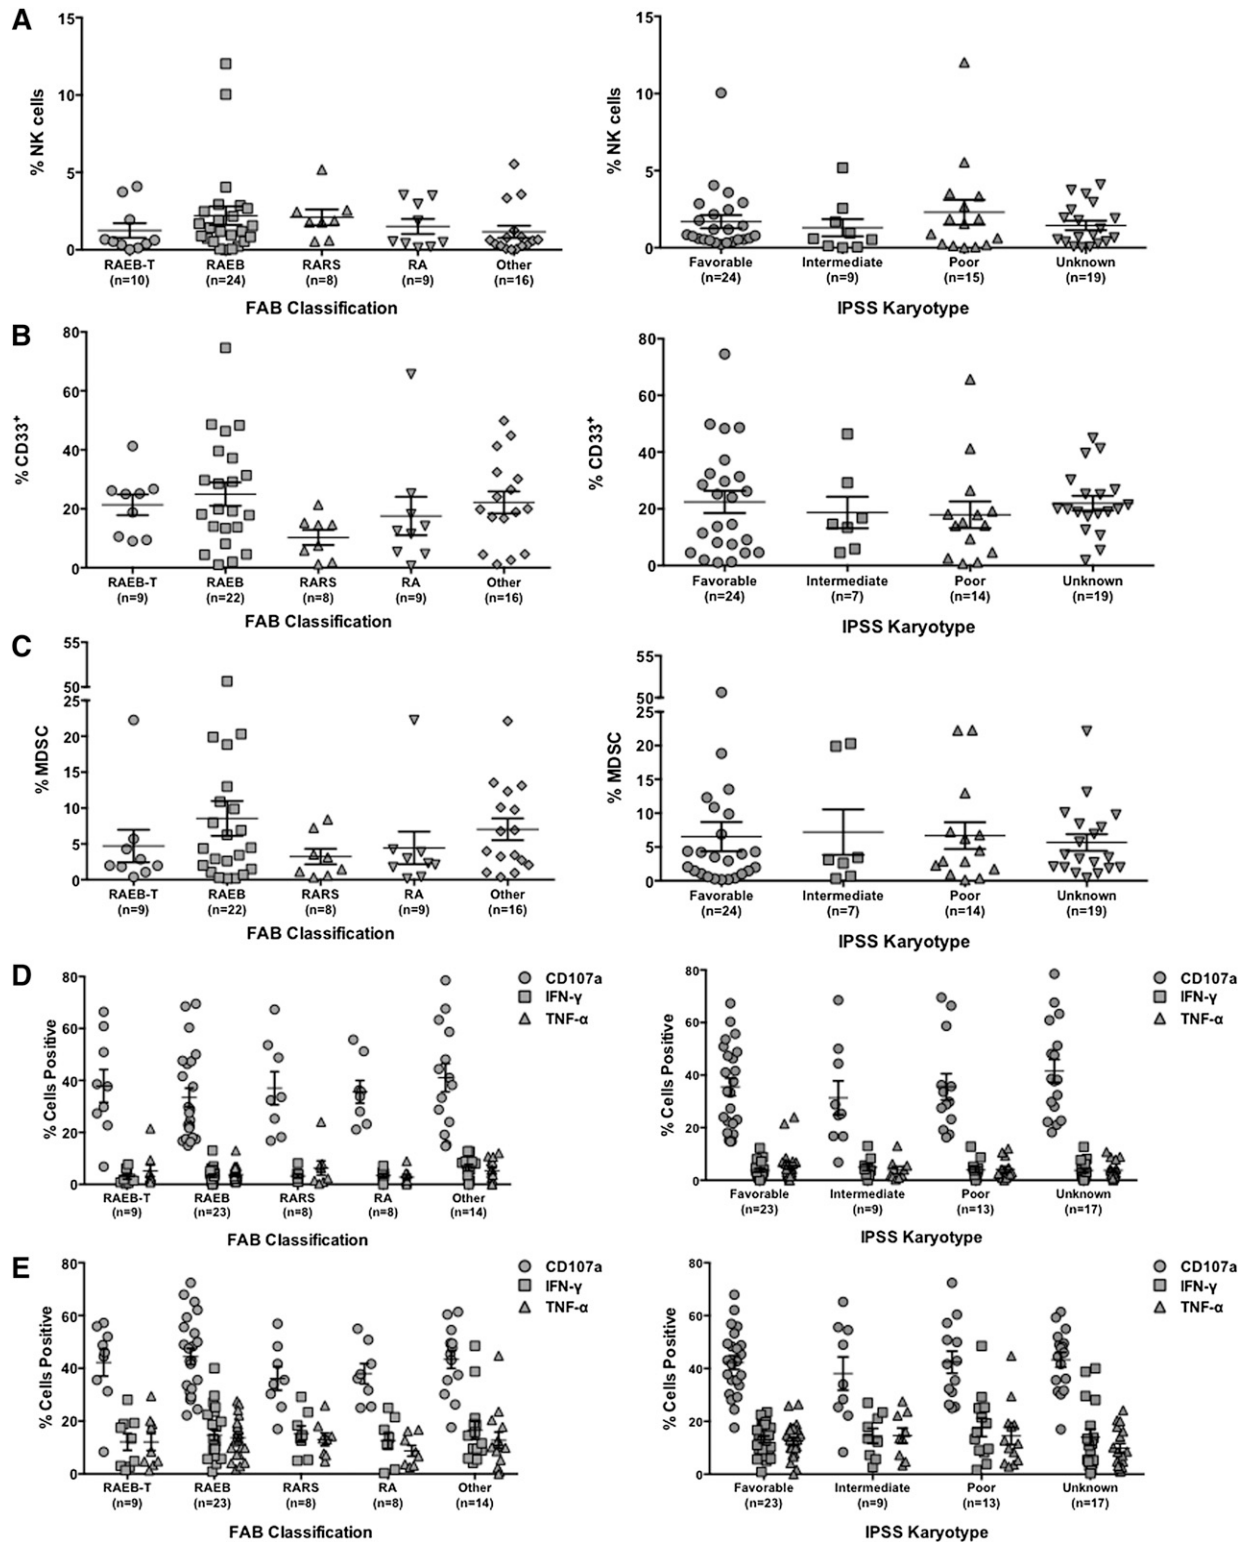 A
% NK cells
15
10
5
0
RAEB-T RAEB RARS RA Other
(n=10) (n=24) (n=8) (n=9) (n=16)
FAB Classification
% NK cells
15
10
5
0
Favorable Intermediate Poor Unknown
(n=24) (n=9) (n=15) (n=19)
IPSS Karyotype
B
% CD33+
80
60
40
20
0
RAEB-T RAEB RARS RA Other
(n=9) (n=22) (n=8) (n=9) (n=16)
FAB Classification
% CD33+
80
60
40
20
0
Favorable Intermediate Poor Unknown
(n=24) (n=7) (n=14) (n=19)
IPSS Karyotype
C
% MDSC
55
50
25
20
15
10
5
0
RAEB-T RAEB RARS RA Other
(n=9) (n=22) (n=8) (n=9) (n=16)
FAB Classification
% MDSC
55
50
25
20
15
10
5
0
Favorable Intermediate Poor Unknown
(n=24) (n=7) (n=14) (n=19)
IPSS Karyotype
D
% Cells Positive
80
60
40
20
0
RAEB-T RAEB RARS RA Other
(n=9) (n=23) (n=8) (n=8) (n=14)
FAB Classification
CD107a
IFN-γ
TNF-α
% Cells Positive
80
60
40
20
0
Favorable Intermediate Poor Unknown
(n=23) (n=9) (n=13) (n=17)
IPSS Karyotype
CD107a
IFN-γ
TNF-α
E
% Cells Positive
80
60
40
20
0
RAEB-T RAEB RARS RA Other
(n=9) (n=23) (n=8) (n=8) (n=14)
FAB Classification
CD107a
IFN-γ
TNF-α
% Cells Positive
80
60
40
20
0
Favorable Intermediate Poor Unknown
(n=23) (n=9) (n=13) (n=17)
IPSS Karyotype
CD107a
IFN-γ
TNF-α